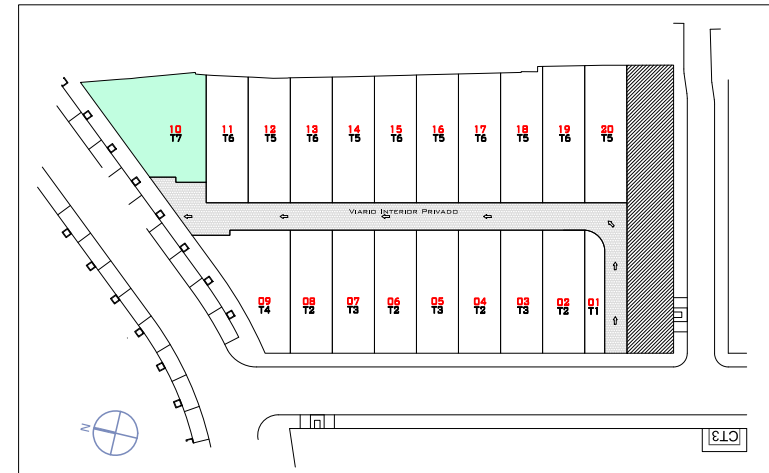 10 11 12 13 14 15 16 17 18 19 20
T7 T6 T5 T6 T5 T6 T5 T6 T5 T6 T5
Viario Interior Privado
09 08 07 06 05 04 03 02 01
T4 T2 T3 T2 T3 T2 T3 T2 T1
N
CT3